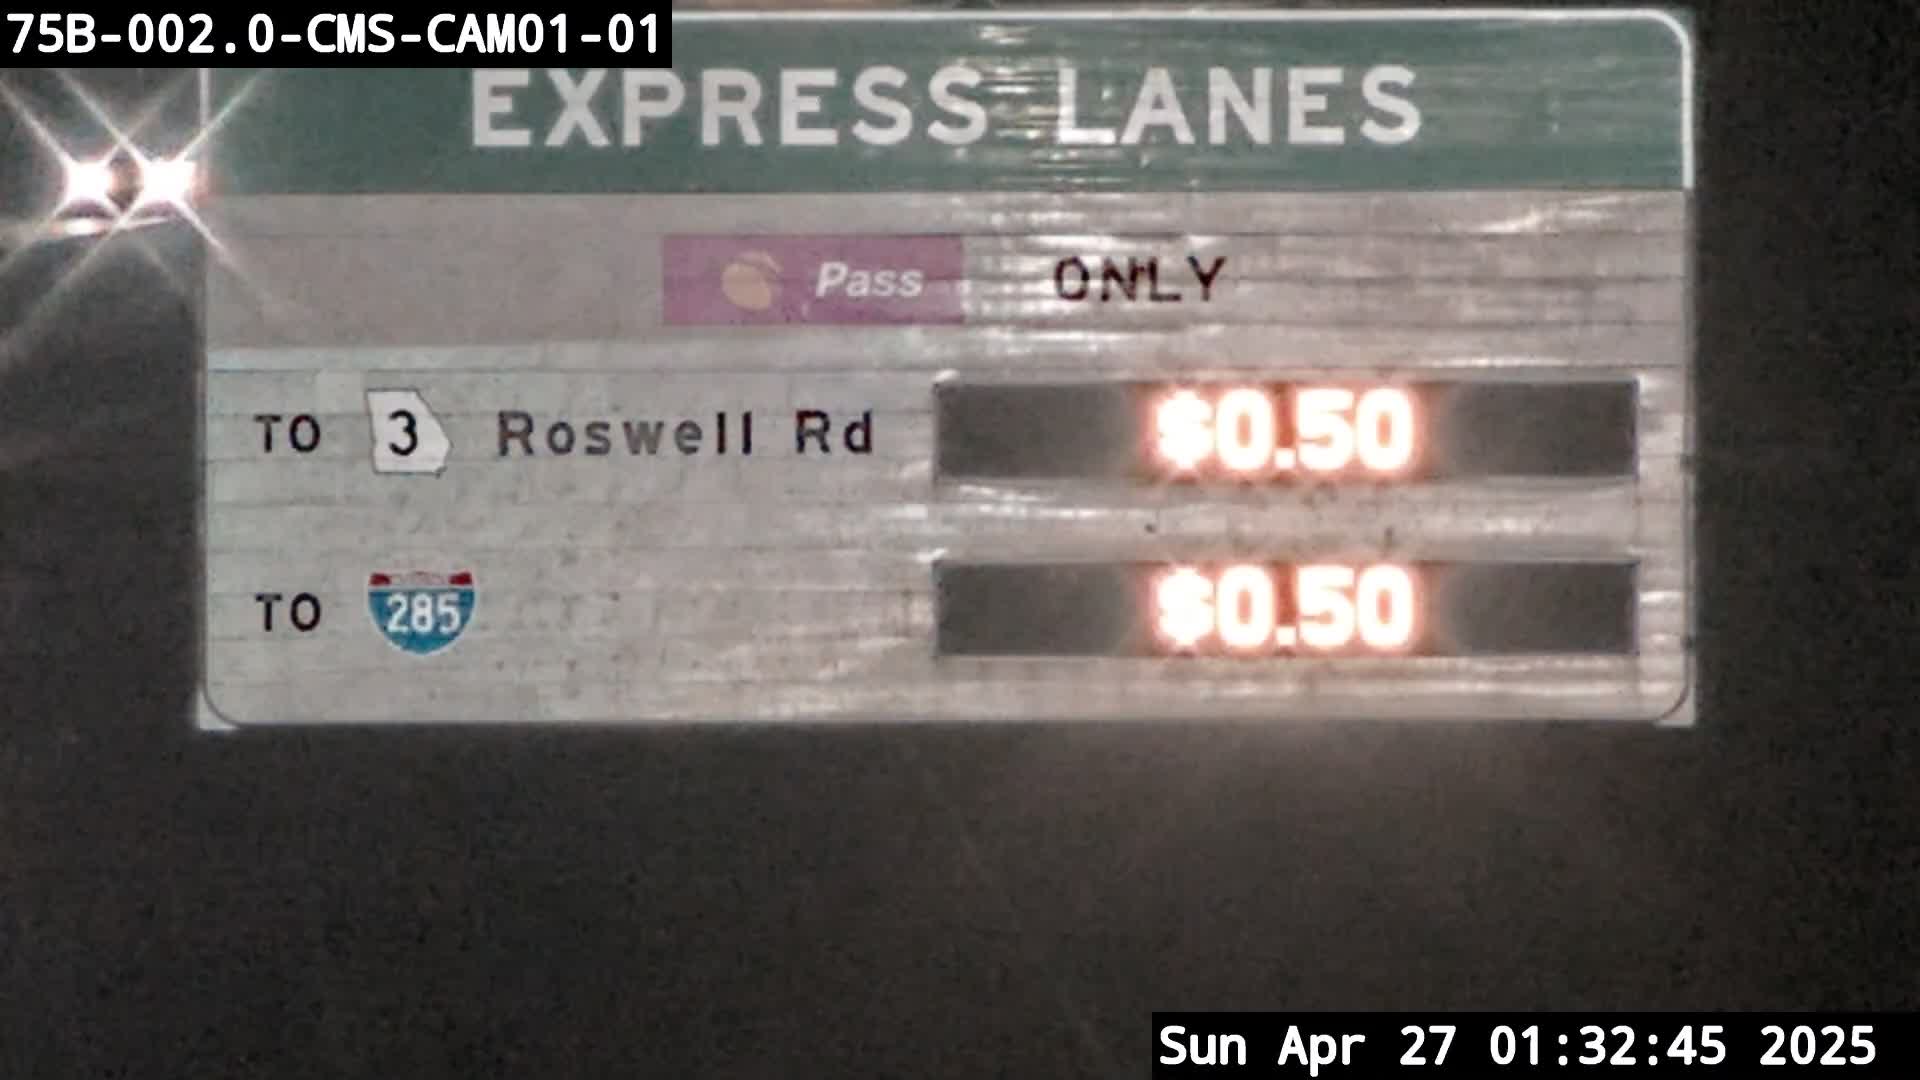 75B-002.0-CMS-CAM01-01
EXPRESS LANES
Pass ONLY
TO 3 Roswell Rd $0.50
TO 285 $0.50
Sun Apr 27 01:32:45 2025